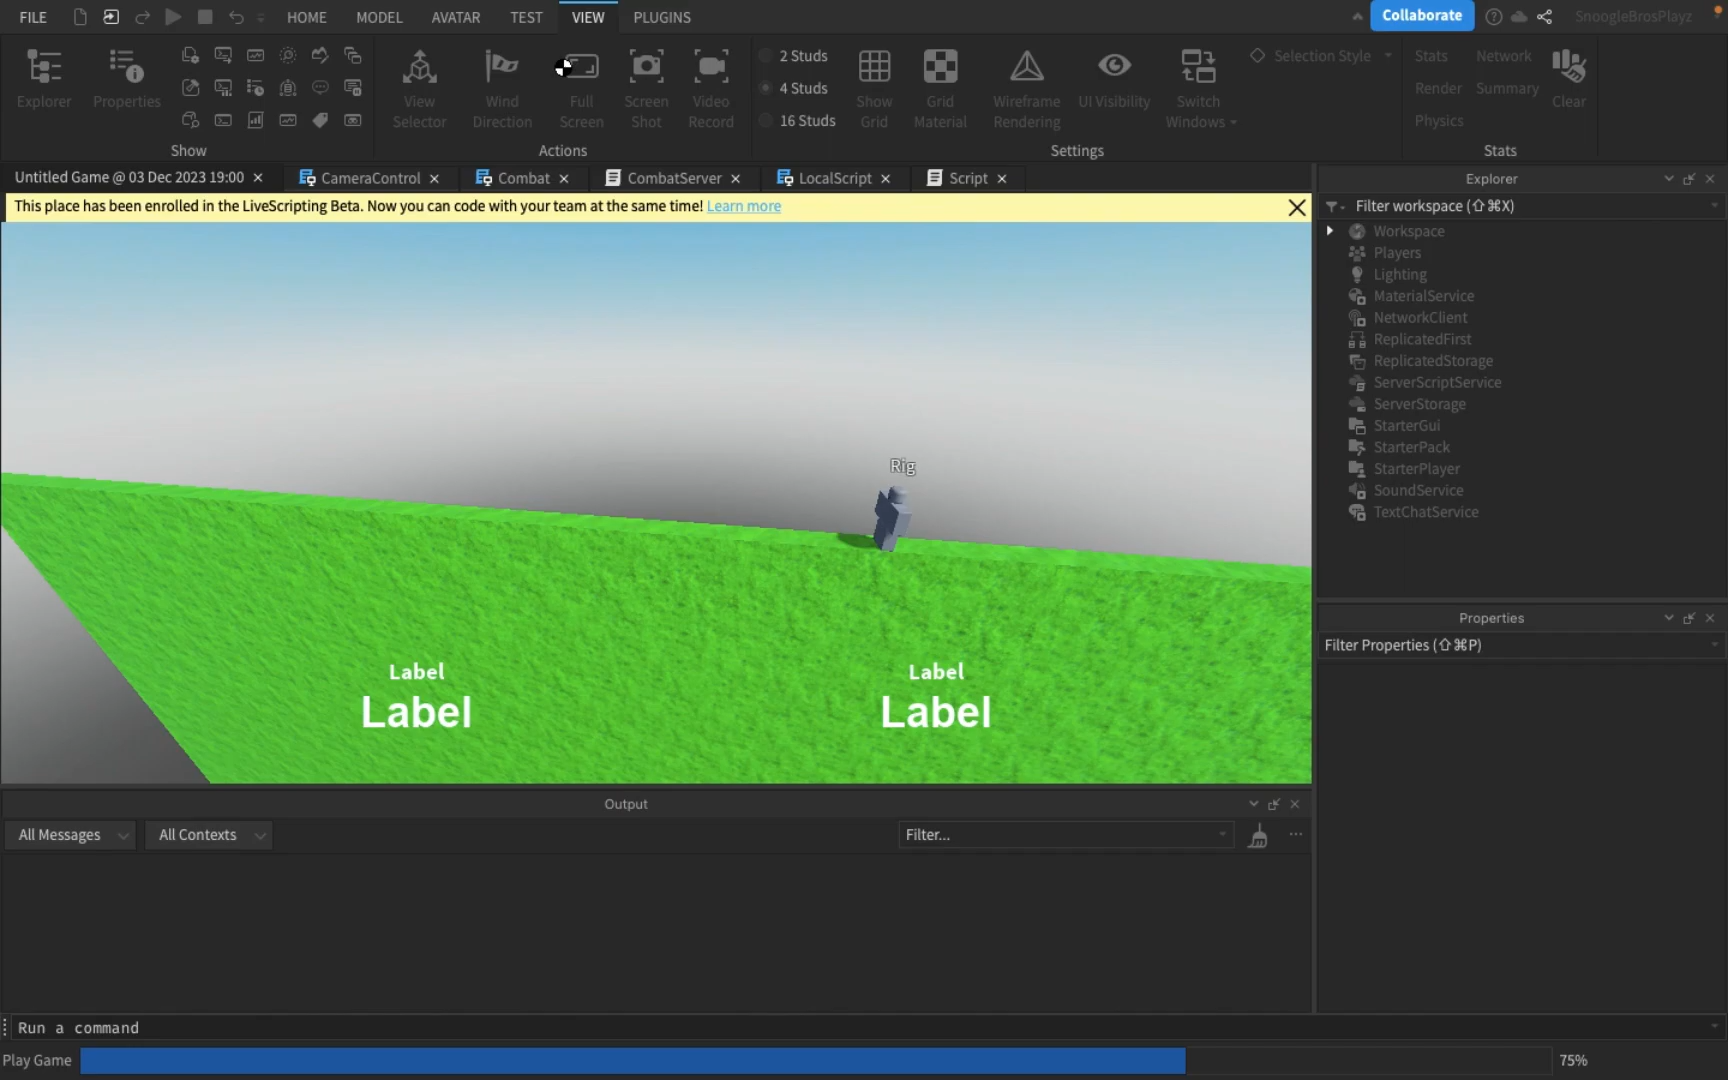 FILE
HOME
MODEL
AVATAR
TEST
VIEW
PLUGINS
Collaborate
SnoogleBrosPlayz
Explorer
Properties
Show
View Selector
Wind Direction
Full Screen
Screen Shot
Video Record
Actions
2 Studs
4 Studs
16 Studs
Show Grid
Grid Material
Wireframe Rendering
UI Visibility
Switch Windows
Selection Style
Settings
Stats
Network
Render
Summary
Physics
Clear
Stats
Untitled Game @ 03 Dec 2023 19:00
CameraControl
Combat
CombatServer
LocalScript
Script
This place has been enrolled in the LiveScripting Beta. Now you can code with your team at the same time! Learn more
Rig
Label
Label
Label
Label
Explorer
Filter workspace (⇧⌘X)
Workspace
Players
Lighting
MaterialService
NetworkClient
ReplicatedFirst
ReplicatedStorage
ServerScriptService
ServerStorage
StarterGui
StarterPack
StarterPlayer
SoundService
TextChatService
Properties
Filter Properties (⇧⌘P)
Output
All Messages
All Contexts
Filter...
Run a command
Play Game
75%